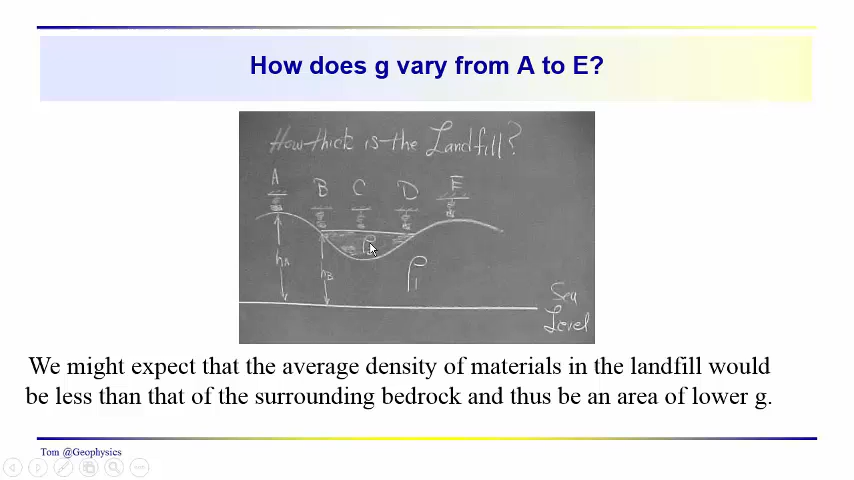 How does g vary from A to E?
How thick is the Landfill?
A B C D E
ρ
hA hB ρ1
Sea
Level
We might expect that the average density of materials in the landfill would
be less than that of the surrounding bedrock and thus be an area of lower g.
Tom @Geophysics